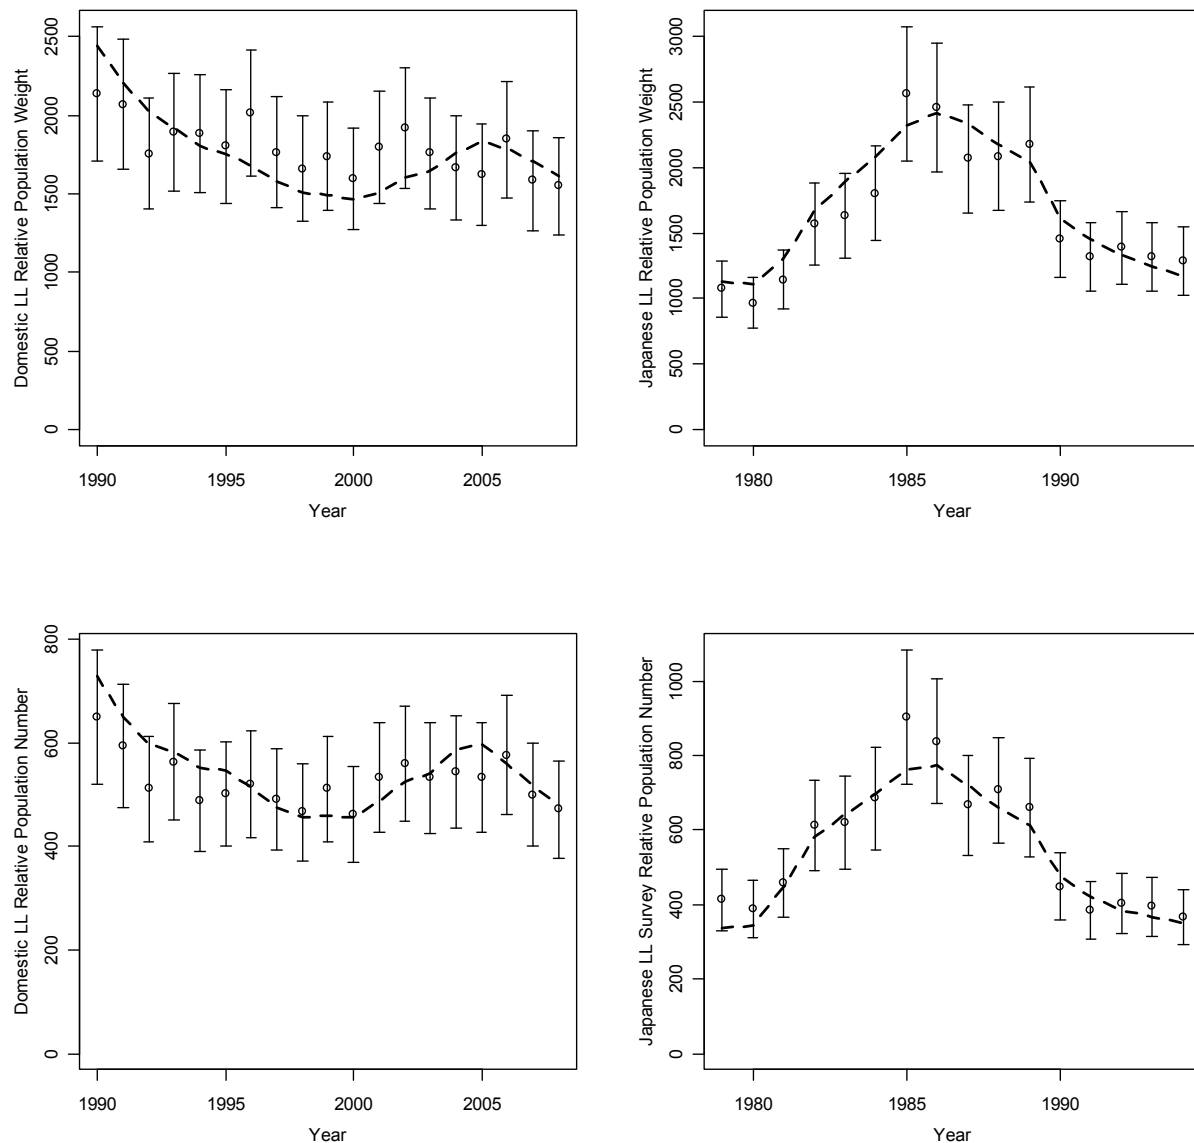 Domestic LL Relative Population Weight
0 500 1000 1500 2000 2500
1990 1995 2000 2005
Year
Japanese LL Relative Population Weight
0 500 1000 1500 2000 2500 3000
1980 1985 1990
Year
Domestic LL Relative Population Number
0 200 400 600 800
1990 1995 2000 2005
Year
Japanese LL Survey Relative Population Number
0 200 400 600 800 1000
1980 1985 1990
Year